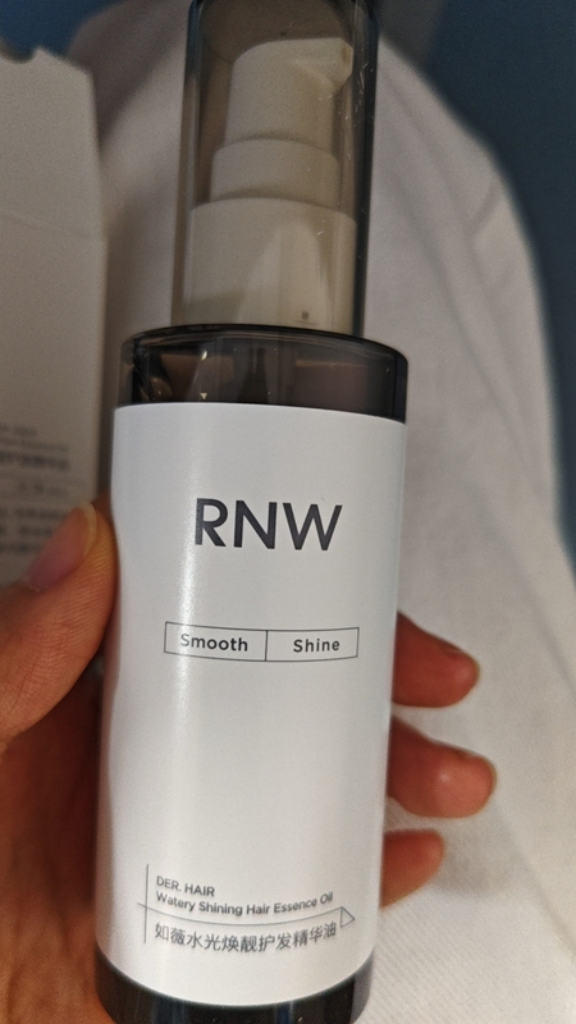 RNW
Smooth Shine
DER. HAIR
Watery Shining Hair Essence Oil
如薇水光焕靓护发精华油